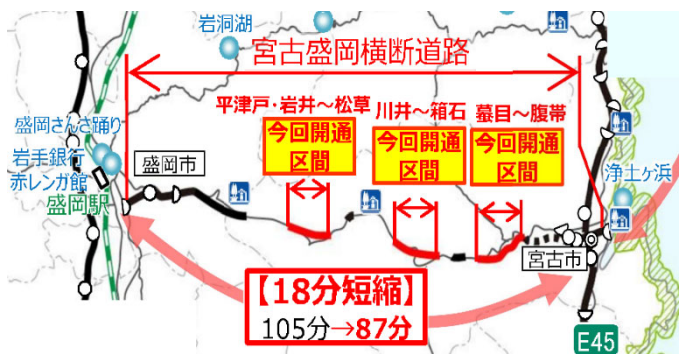 岩洞湖
宮古盛岡横断道路
平津戸・岩井～松草
川井～箱石
蟇目～腹帯
今回開通
区間
今回開通
区間
今回開通
区間
盛岡さんさ踊り
岩手銀行
赤レンガ館
盛岡駅
盛岡市
浄土ヶ浜
宮古市
【18分短縮】
105分→87分
E45